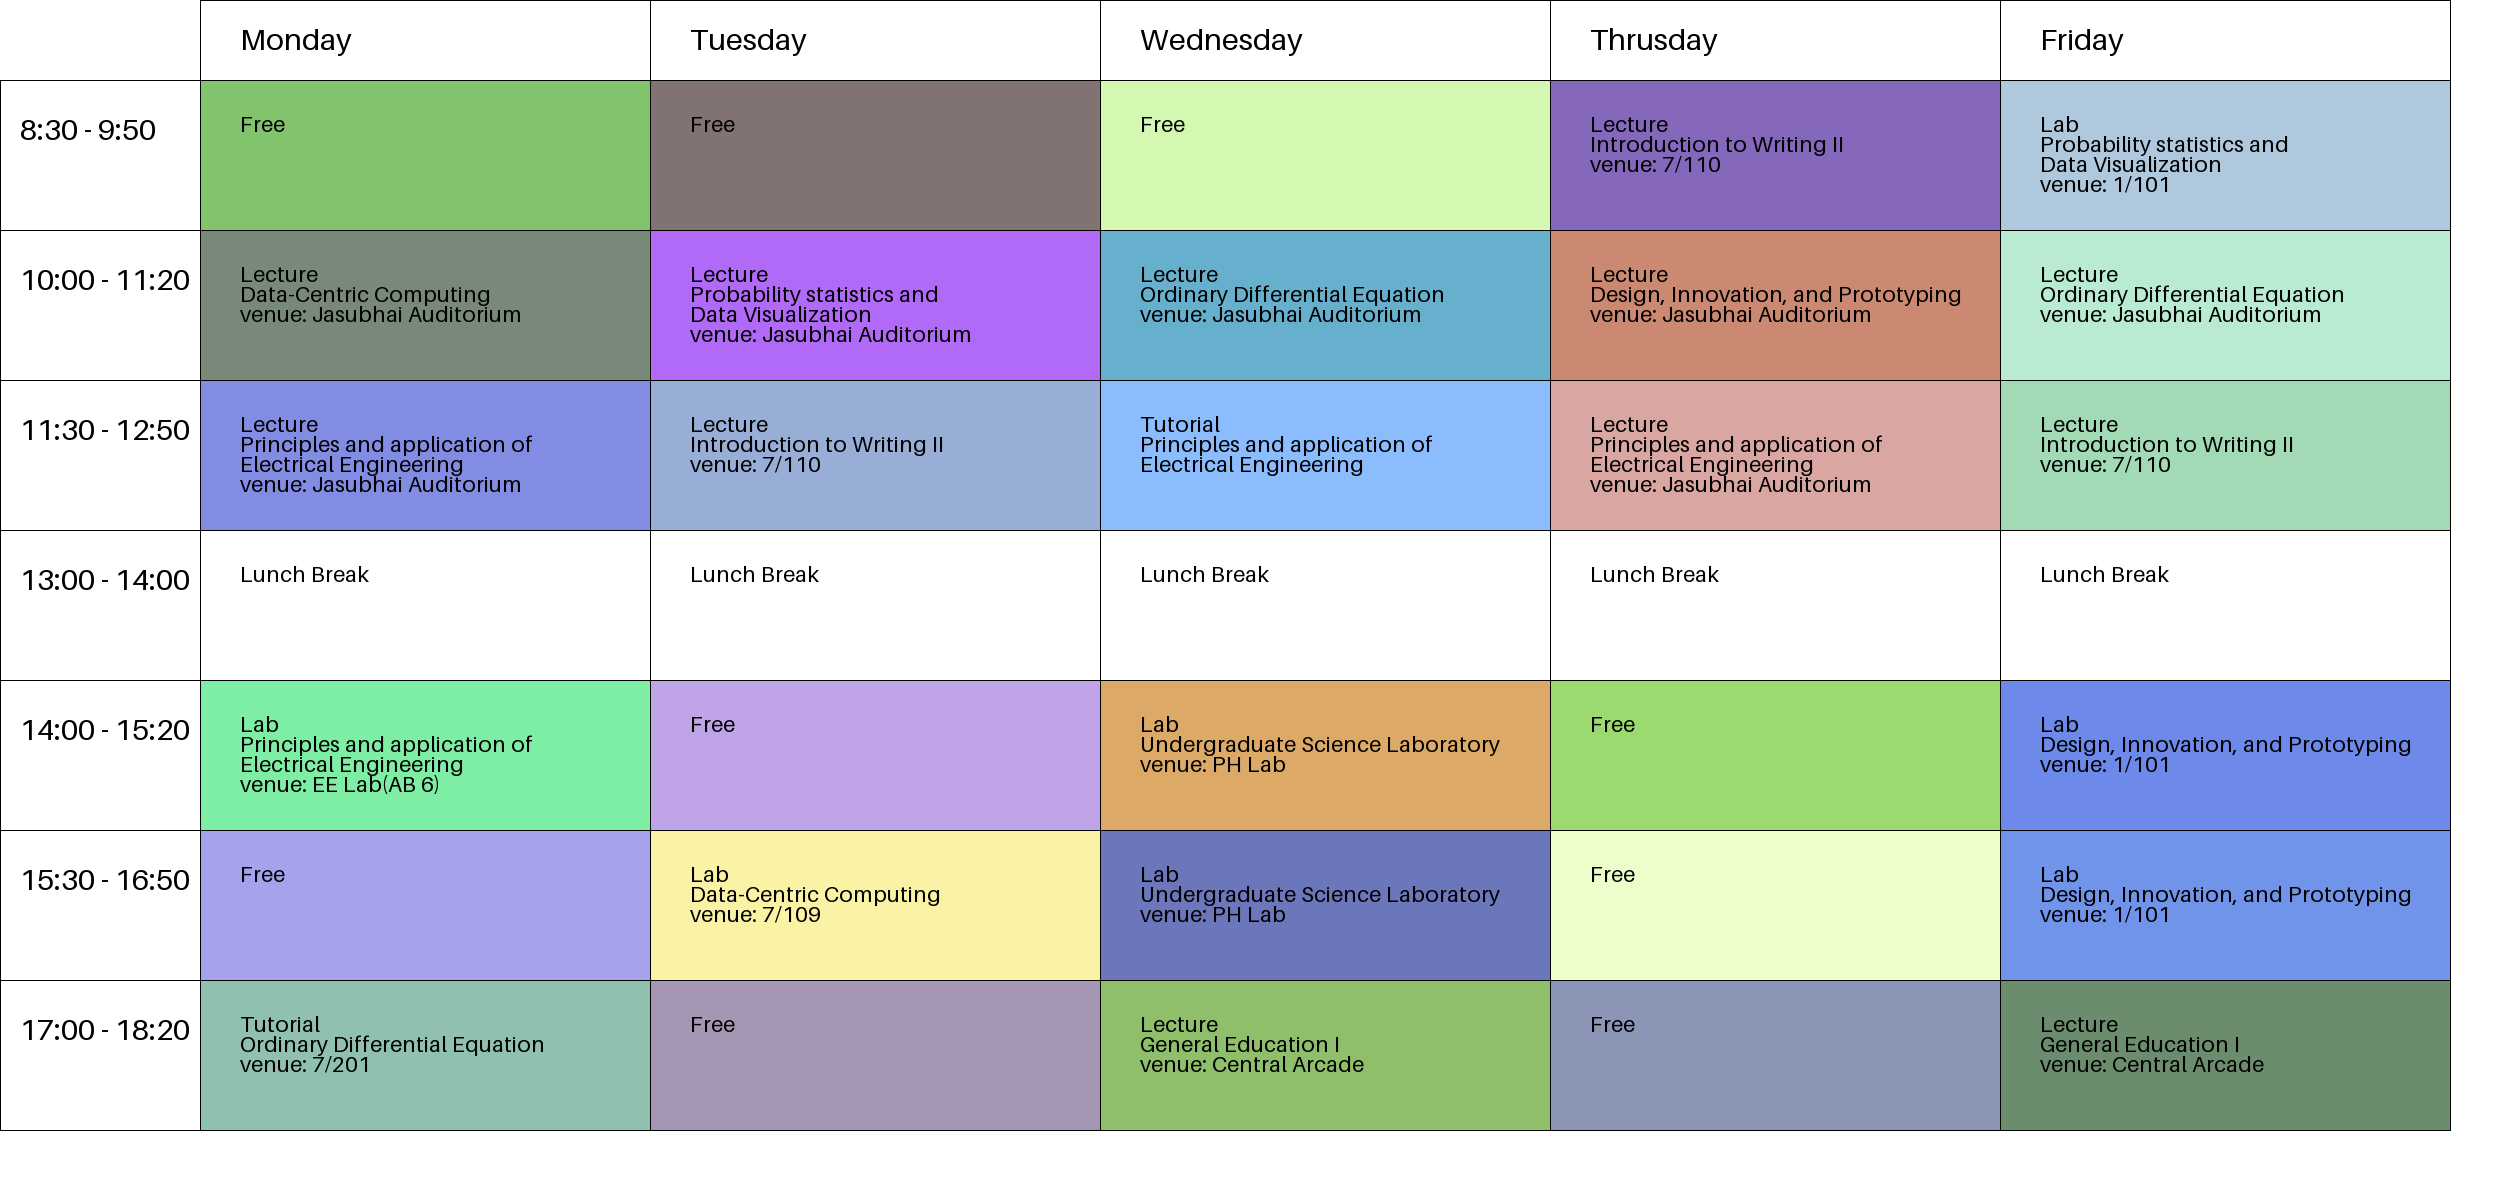 Monday
Tuesday
Wednesday
Thrusday
Friday
8:30 - 9:50
Free
Free
Free
Lecture
Introduction to Writing II
venue: 7/110
Lab
Probability statistics and
Data Visualization
venue: 1/101
10:00 - 11:20
Lecture
Data-Centric Computing
venue: Jasubhai Auditorium
Lecture
Probability statistics and
Data Visualization
venue: Jasubhai Auditorium
Lecture
Ordinary Differential Equation
venue: Jasubhai Auditorium
Lecture
Design, Innovation, and Prototyping
venue: Jasubhai Auditorium
Lecture
Ordinary Differential Equation
venue: Jasubhai Auditorium
11:30 - 12:50
Lecture
Principles and application of
Electrical Engineering
venue: Jasubhai Auditorium
Lecture
Introduction to Writing II
venue: 7/110
Tutorial
Principles and application of
Electrical Engineering
Lecture
Principles and application of
Electrical Engineering
venue: Jasubhai Auditorium
Lecture
Introduction to Writing II
venue: 7/110
13:00 - 14:00
Lunch Break
Lunch Break
Lunch Break
Lunch Break
Lunch Break
14:00 - 15:20
Lab
Principles and application of
Electrical Engineering
venue: EE Lab(AB 6)
Free
Lab
Undergraduate Science Laboratory
venue: PH Lab
Free
Lab
Design, Innovation, and Prototyping
venue: 1/101
15:30 - 16:50
Free
Lab
Data-Centric Computing
venue: 7/109
Lab
Undergraduate Science Laboratory
venue: PH Lab
Free
Lab
Design, Innovation, and Prototyping
venue: 1/101
17:00 - 18:20
Tutorial
Ordinary Differential Equation
venue: 7/201
Free
Lecture
General Education I
venue: Central Arcade
Free
Lecture
General Education I
venue: Central Arcade